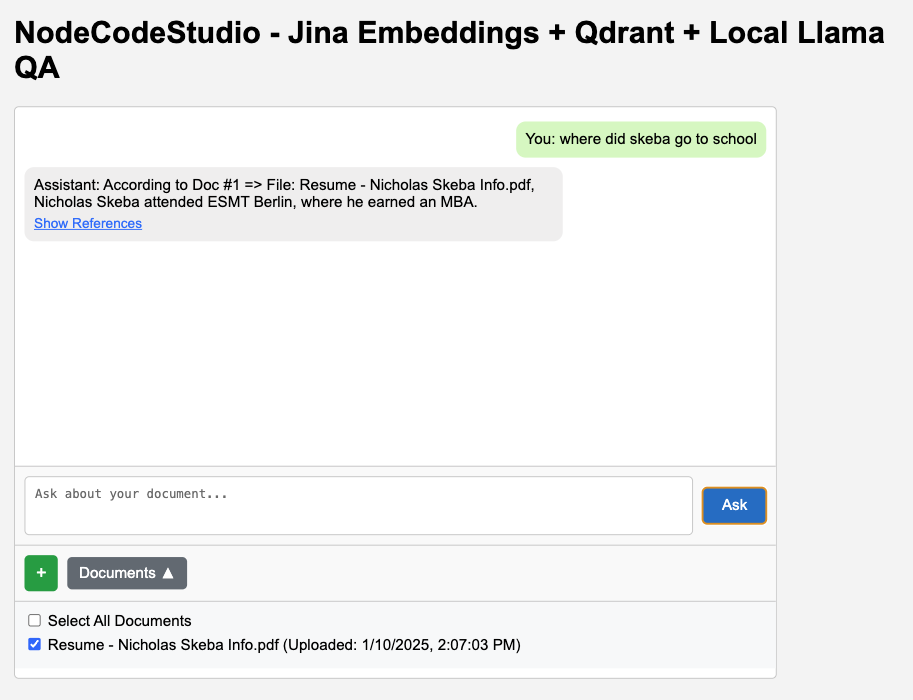 NodeCodeStudio - Jina Embeddings + Qdrant + Local Llama
QA
You: where did skeba go to school
Assistant: According to Doc #1 => File: Resume - Nicholas Skeba Info.pdf,
Nicholas Skeba attended ESMT Berlin, where he earned an MBA.
Show References
Ask about your document...
Ask
+
Documents ▲
Select All Documents
Resume - Nicholas Skeba Info.pdf (Uploaded: 1/10/2025, 2:07:03 PM)